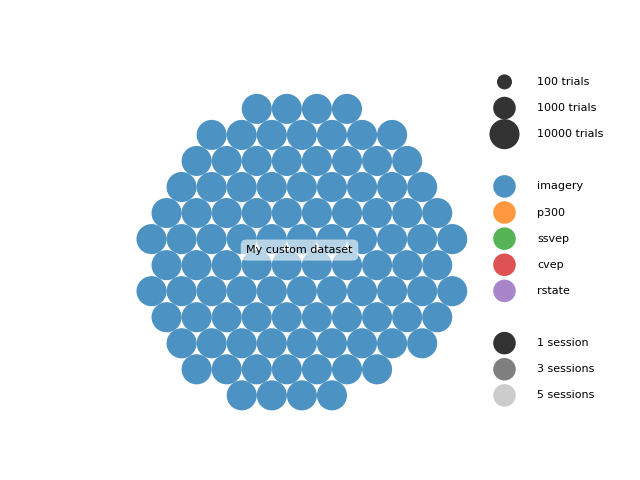 100 trials
1000 trials
10000 trials
imagery
p300
ssvep
My custom dataset
cvep
rstate
1 session
3 sessions
5 sessions